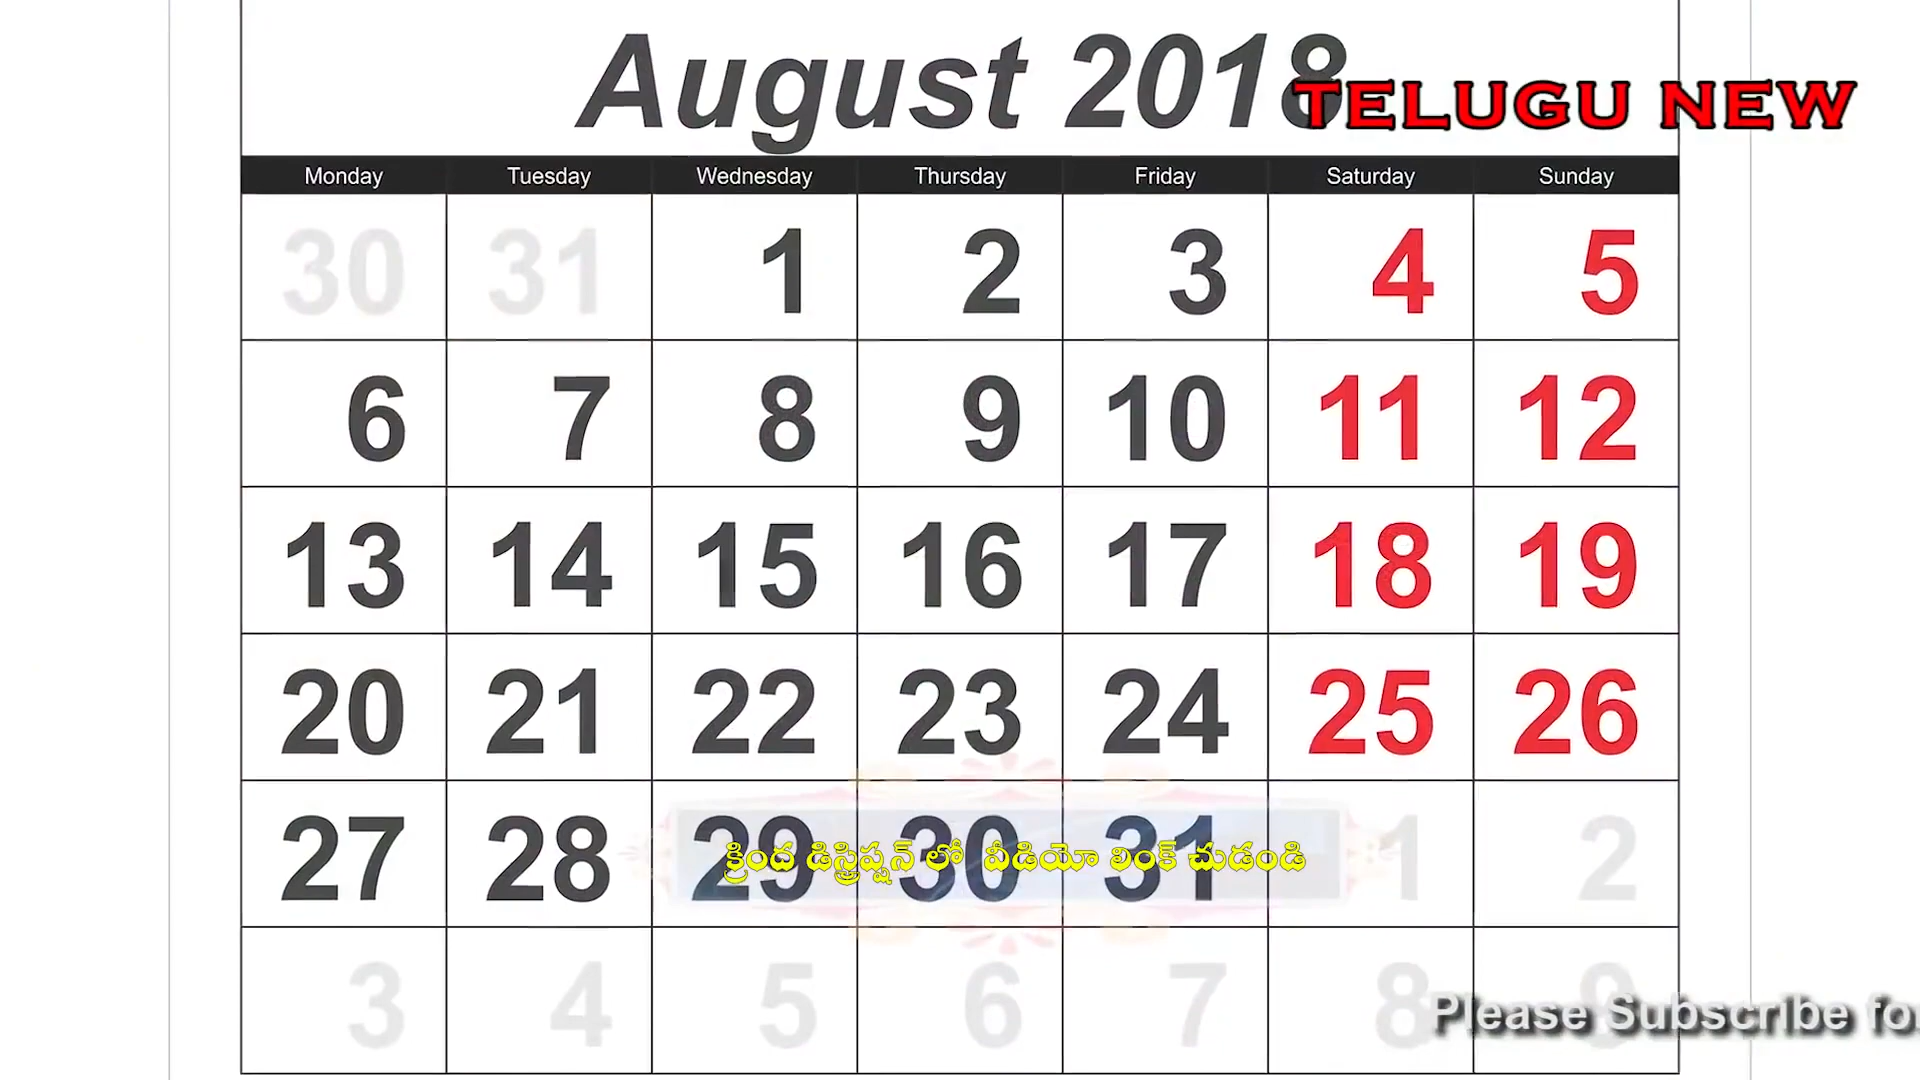 August 2018
TELUGU NEW
Monday Tuesday Wednesday Thursday Friday Saturday Sunday
30 31 1 2 3 4 5
6 7 8 9 10 11 12
13 14 15 16 17 18 19
20 21 22 23 24 25 26
27 28 29 30 31 1 2
క్రింద డిస్క్రిప్షన్ లో వీడియో లింక్ చుడండి
3 4 5 6 7 8 9
Please Subscribe fo